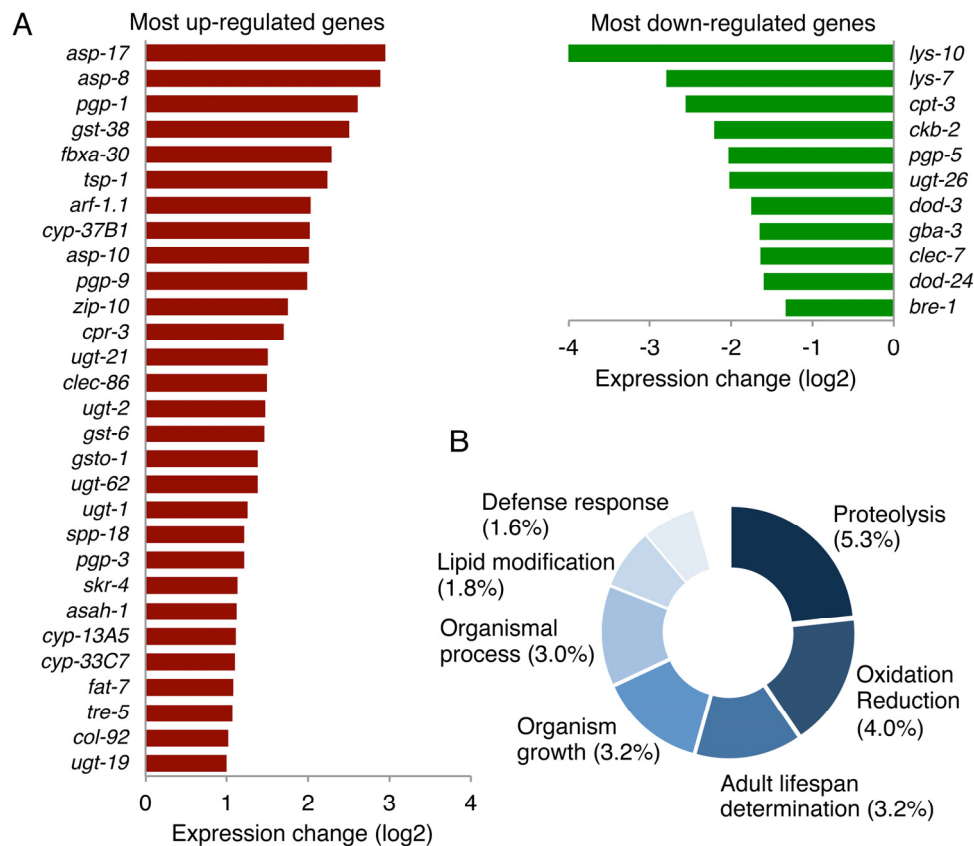 A
Most up-regulated genes
asp-17
asp-8
pgp-1
gst-38
fbxa-30
tsp-1
arf-1.1
cyp-37B1
asp-10
pgp-9
zip-10
cpr-3
ugt-21
clec-86
ugt-2
gst-6
gsto-1
ugt-62
ugt-1
spp-18
pgp-3
skr-4
asah-1
cyp-13A5
cyp-33C7
fat-7
tre-5
col-92
ugt-19
0 1 2 3 4
Expression change (log2)
Most down-regulated genes
lys-10
lys-7
cpt-3
ckb-2
pgp-5
ugt-26
dod-3
gba-3
clec-7
dod-24
bre-1
-4 -3 -2 -1 0
Expression change (log2)
B
Defense response
(1.6%)
Lipid modification
(1.8%)
Organismal
process (3.0%)
Organism
growth (3.2%)
Adult lifespan
determination (3.2%)
Oxidation
Reduction
(4.0%)
Proteolysis
(5.3%)